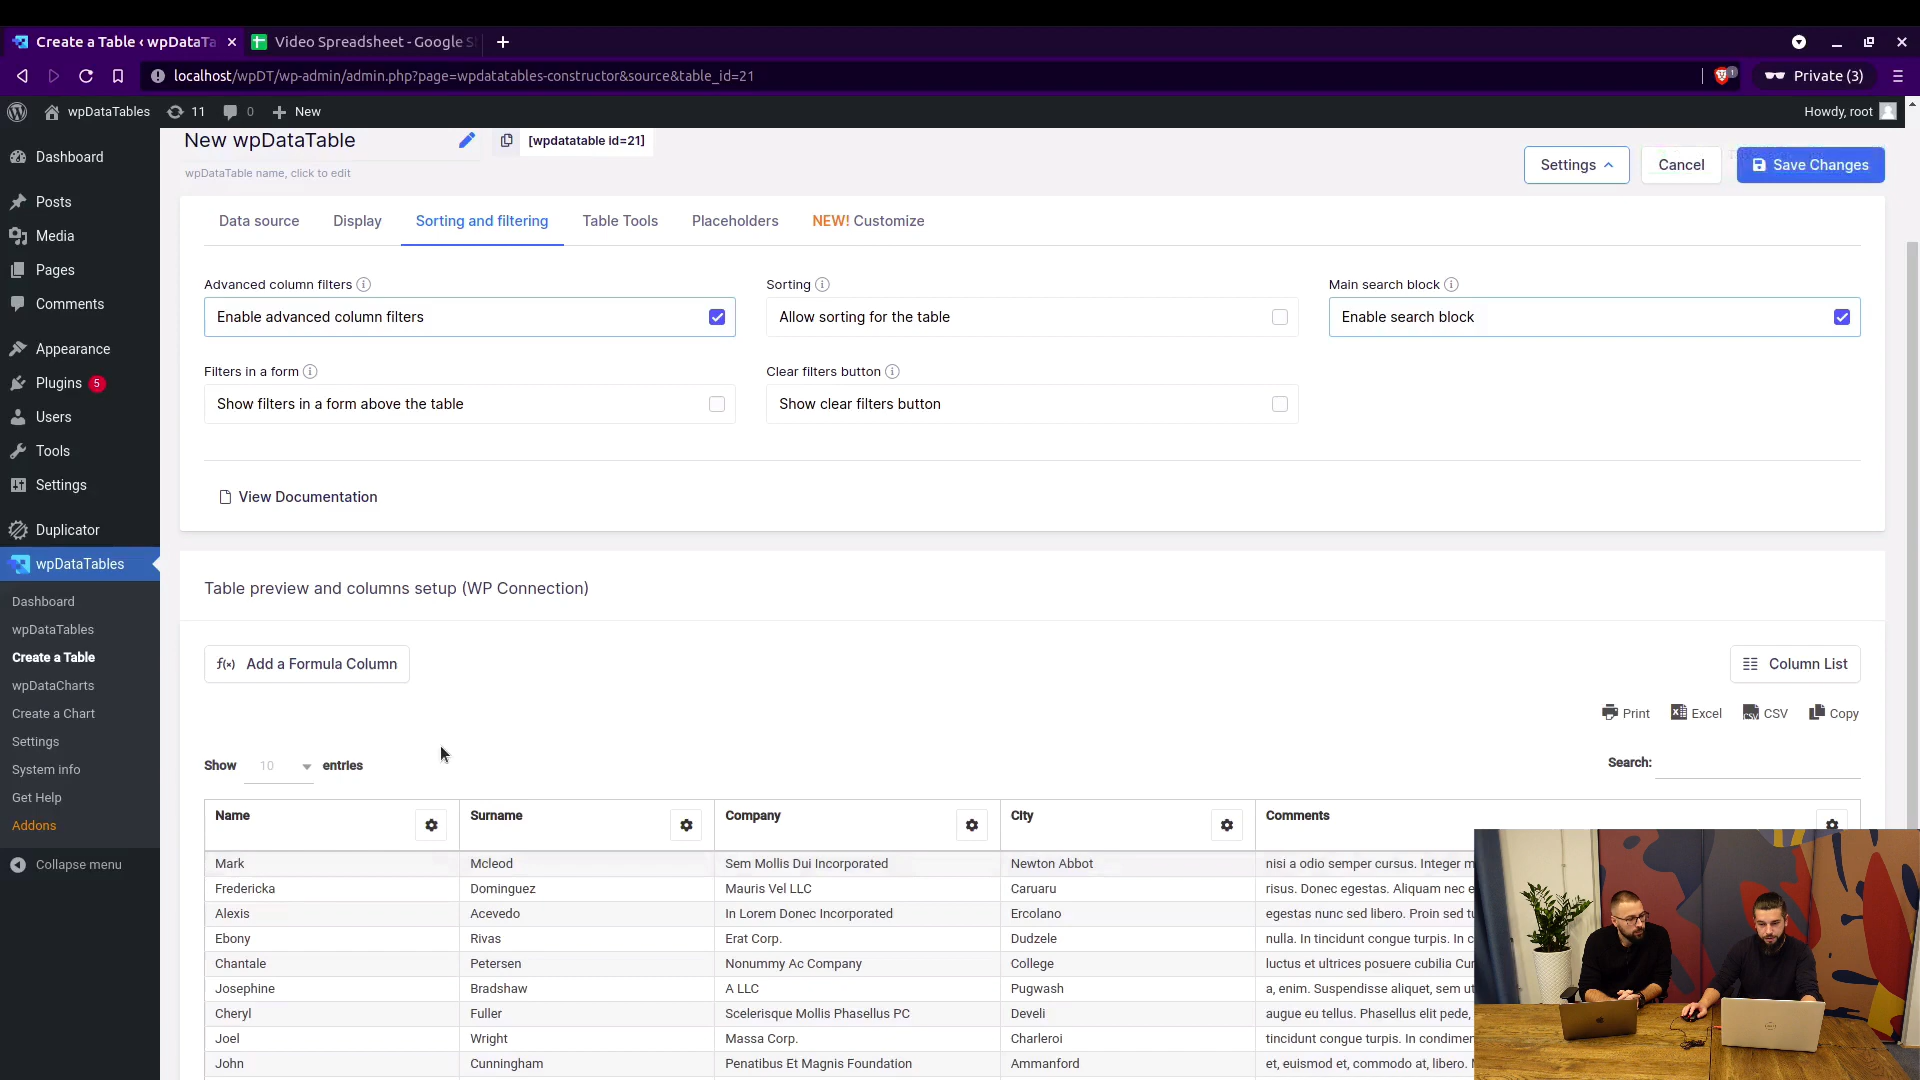 Create a Table ‹ wpDataTa
Video Spreadsheet - Google S
localhost/wpDT/wp-admin/admin.php?page=wpdatatables-constructor&source&table_id=21
1
Private (3)
wpDataTables
11
0
New
Howdy, root
Dashboard
Posts
Media
Pages
Comments
Appearance
Plugins 5
Users
Tools
Settings
Duplicator
wpDataTables
Dashboard
wpDataTables
Create a Table
wpDataCharts
Create a Chart
Settings
System info
Get Help
Addons
Collapse menu
New wpDataTable
[wpdatatable id=21]
wpDataTable name, click to edit
Settings
Cancel
Save Changes
Data source
Display
Sorting and filtering
Table Tools
Placeholders
NEW! Customize
Advanced column filters
Sorting
Main search block
Enable advanced column filters
Allow sorting for the table
Enable search block
Filters in a form
Clear filters button
Show filters in a form above the table
Show clear filters button
View Documentation
Table preview and columns setup (WP Connection)
f(x) Add a Formula Column
Column List
Print
Excel
CSV
Copy
Show 10 entries
Search:
Name Surname Company City Comments
Mark Mcleod Sem Mollis Dui Incorporated Newton Abbot nisi a odio semper cursus. Integer m
Fredericka Dominguez Mauris Vel LLC Caruaru risus. Donec egestas. Aliquam nec e
Alexis Acevedo In Lorem Donec Incorporated Ercolano egestas nunc sed libero. Proin sed tu
Ebony Rivas Erat Corp. Dudzele nulla. In tincidunt congue turpis. In c
Chantale Petersen Nonummy Ac Company College luctus et ultrices posuere cubilia Cur
Josephine Bradshaw A LLC Pugwash a, enim. Suspendisse aliquet, sem ut
Cheryl Fuller Scelerisque Mollis Phasellus PC Develi augue eu tellus. Phasellus elit pede,
Joel Wright Massa Corp. Charleroi tincidunt congue turpis. In condimen
John Cunningham Penatibus Et Magnis Foundation Ammanford et, euismod et, commodo at, libero.